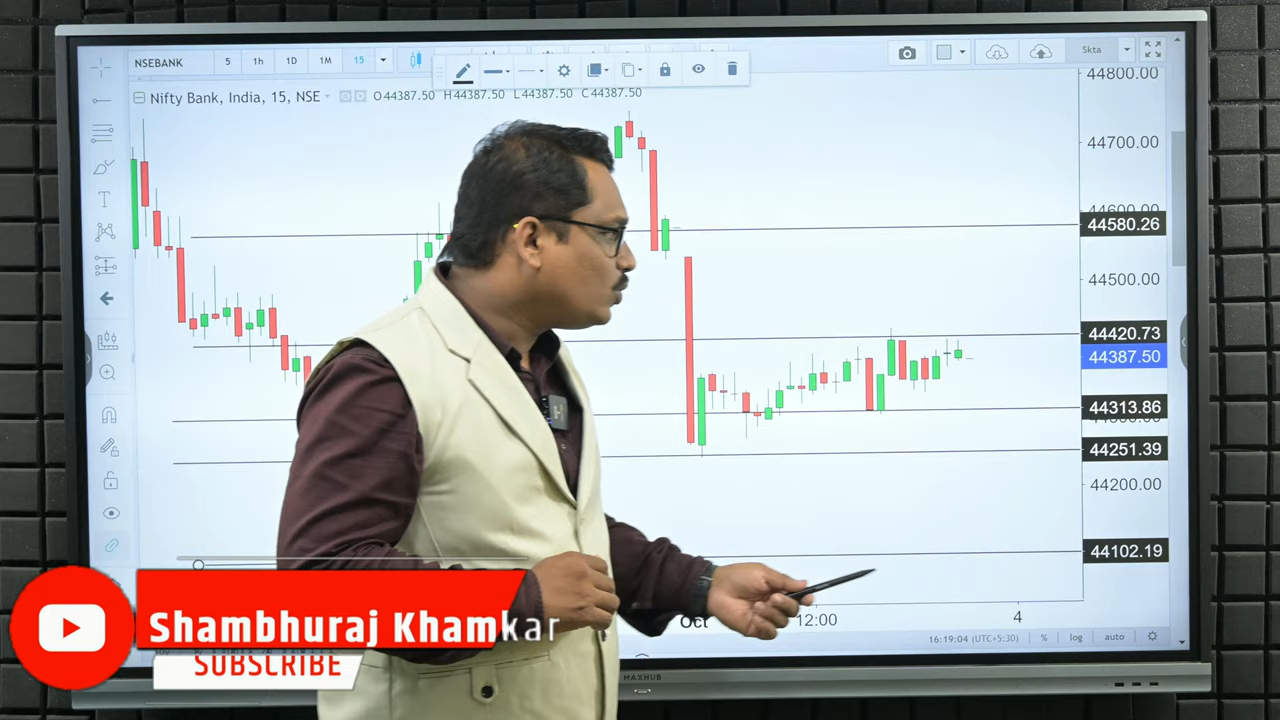 NSEBANK 5 1h 1D 1M 15 Skta
Nifty Bank, India, 15, NSE O44387.50 H44387.50 L44387.50 C44387.50
44800.00
44700.00
44600.00
44580.26
44500.00
44420.73
44387.50
44313.86
44251.39
44200.00
44102.19
Oct 12:00 4
16:19:04 (UTC+5:30) % log auto
MAXHUB
Shambhuraj Khamkar
SUBSCRIBE